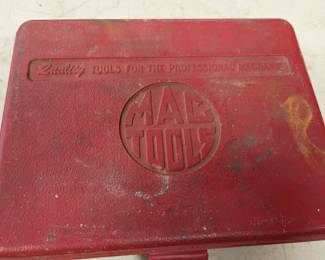 Quality TOOLS FOR THE PROFESSIONAL MECHANIC
MAC
TOOLS